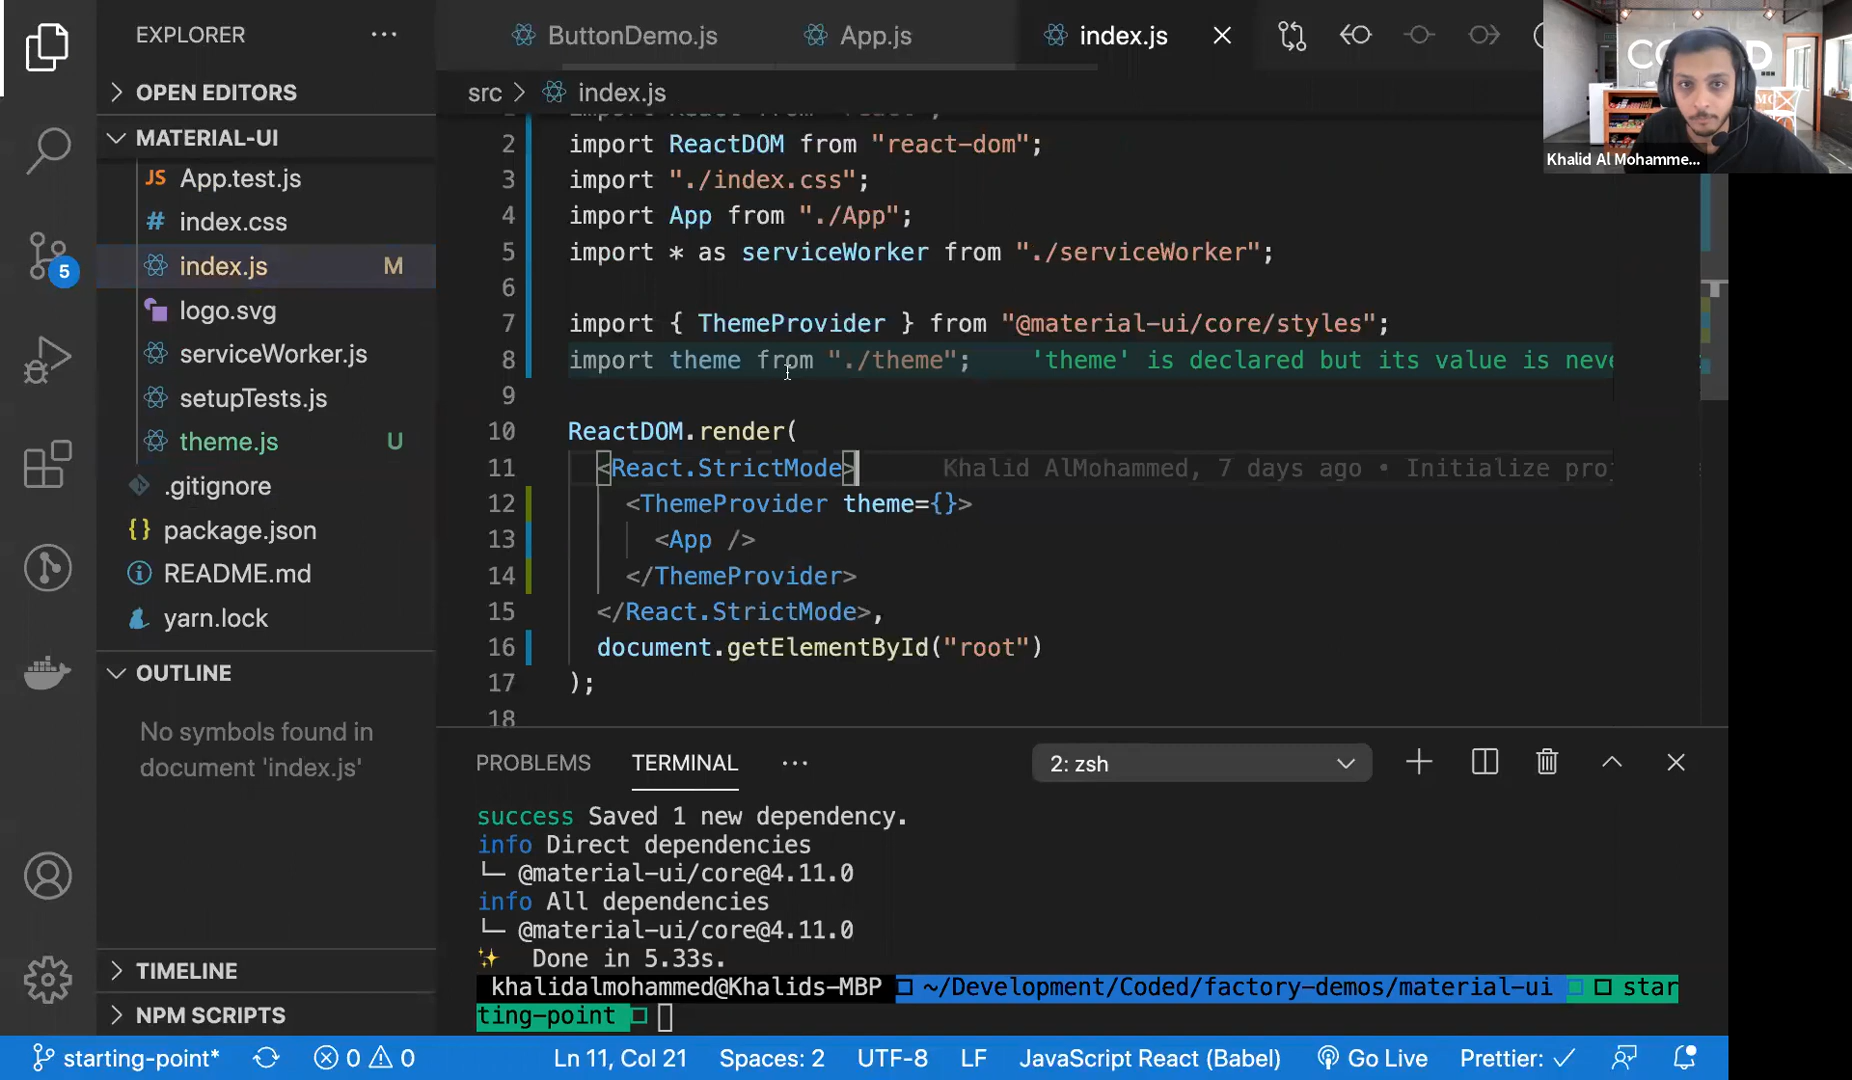 EXPLORER
ButtonDemo.js
App.js
index.js
OPEN EDITORS
src > index.js
MATERIAL-UI
App.test.js
index.css
index.js M
logo.svg
serviceWorker.js
setupTests.js
theme.js U
.gitignore
package.json
README.md
yarn.lock
OUTLINE
No symbols found in
document 'index.js'
TIMELINE
NPM SCRIPTS
5
2 import ReactDOM from "react-dom";
3 import "./index.css";
4 import App from "./App";
5 import * as serviceWorker from "./serviceWorker";
6
7 import { ThemeProvider } from "@material-ui/core/styles";
8 import theme from "./theme"; 'theme' is declared but its value is neve
9
10 ReactDOM.render(
11 <React.StrictMode> Khalid AlMohammed, 7 days ago • Initialize pro
12 <ThemeProvider theme={}>
13 <App />
14 </ThemeProvider>
15 </React.StrictMode>,
16 document.getElementById("root")
17 );
18
Khalid Al Mohamme...
PROBLEMS TERMINAL ... 2: zsh
success Saved 1 new dependency.
info Direct dependencies
└─ @material-ui/core@4.11.0
info All dependencies
└─ @material-ui/core@4.11.0
✨ Done in 5.33s.
khalidalmohammed@Khalids-MBP ~/Development/Coded/factory-demos/material-ui star
ting-point
starting-point* 0 0 Ln 11, Col 21 Spaces: 2 UTF-8 LF JavaScript React (Babel) Go Live Prettier: ✓